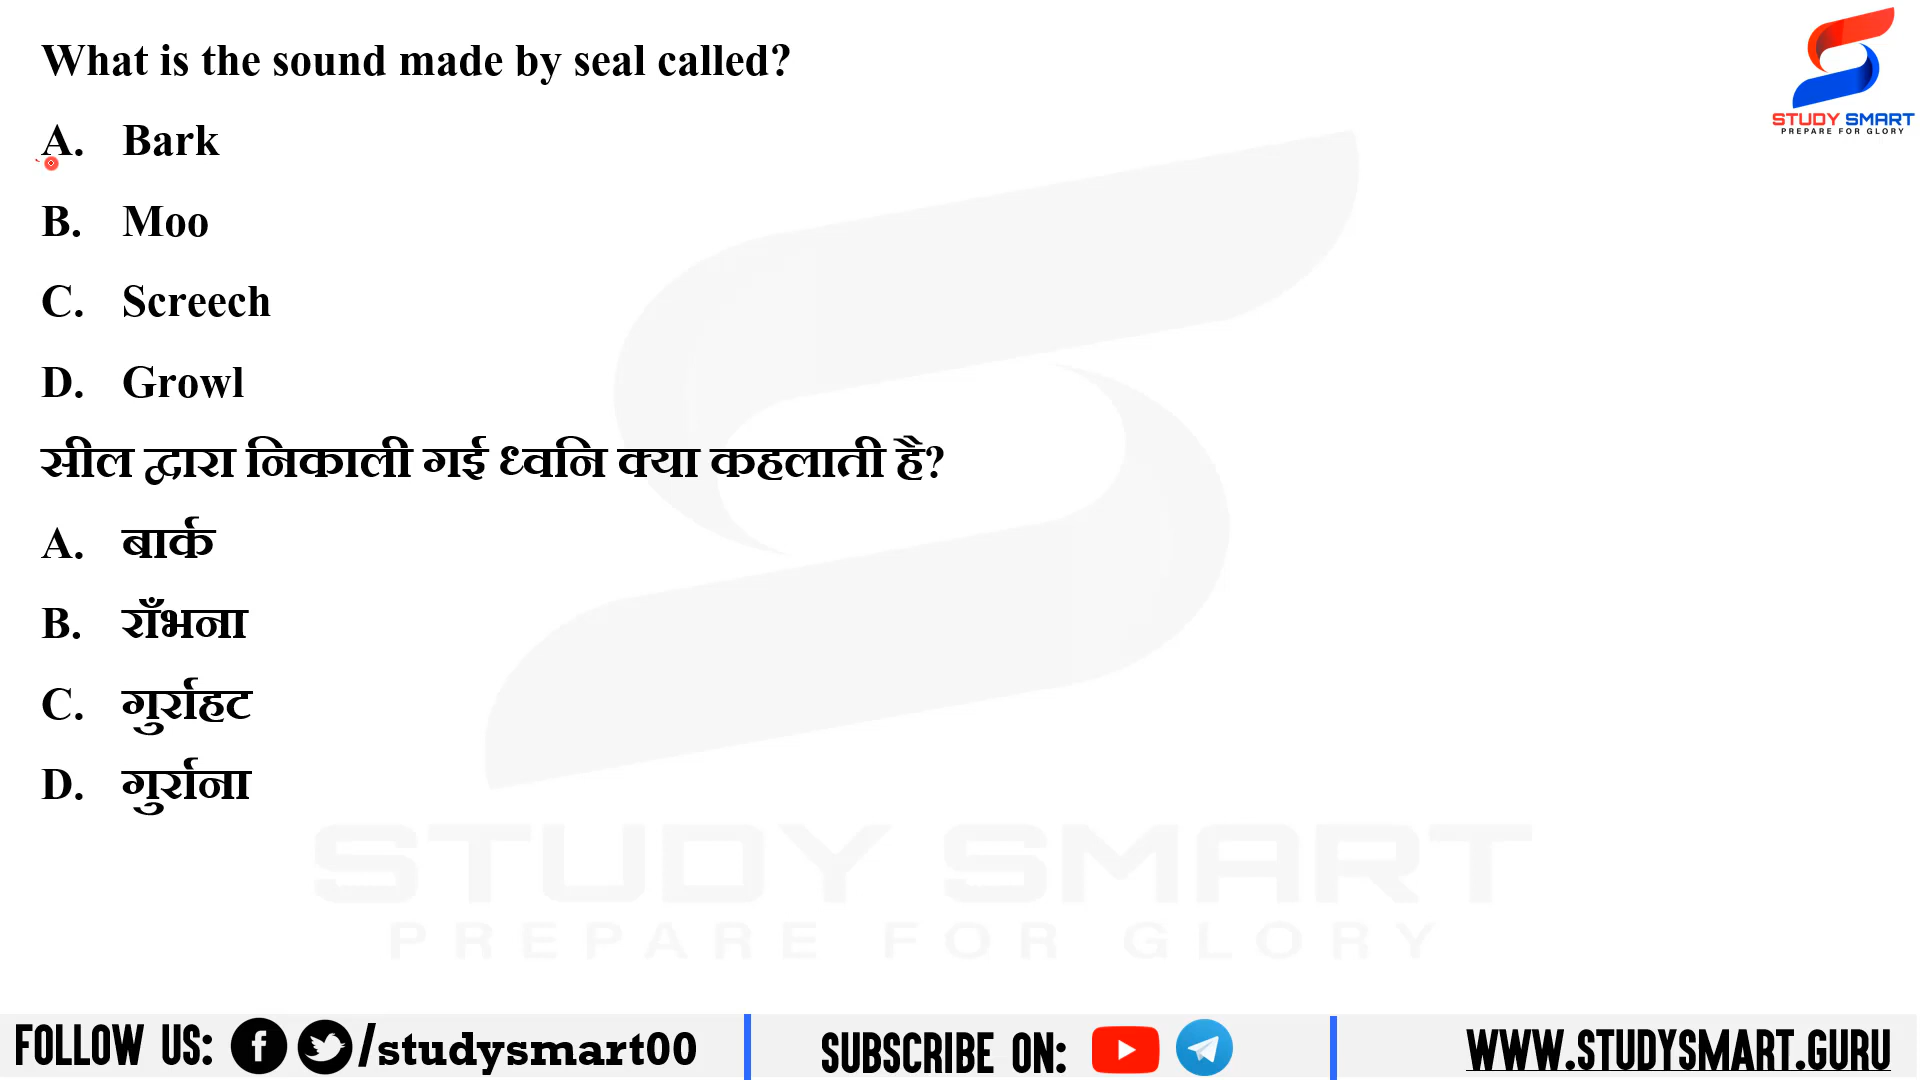 What is the sound made by seal called?
STUDY SMART
PREPARE FOR GLORY
A. Bark
B. Moo
C. Screech
D. Growl
सील द्वारा निकाली गई ध्वनि क्या कहलाती है?
A. बार्क
B. राँभना
C. गुर्राहट
D. गुर्राना
STUDY SMART
PREPARE FOR GLORY
FOLLOW US: /studysmart00 SUBSCRIBE ON: WWW.STUDYSMART.GURU